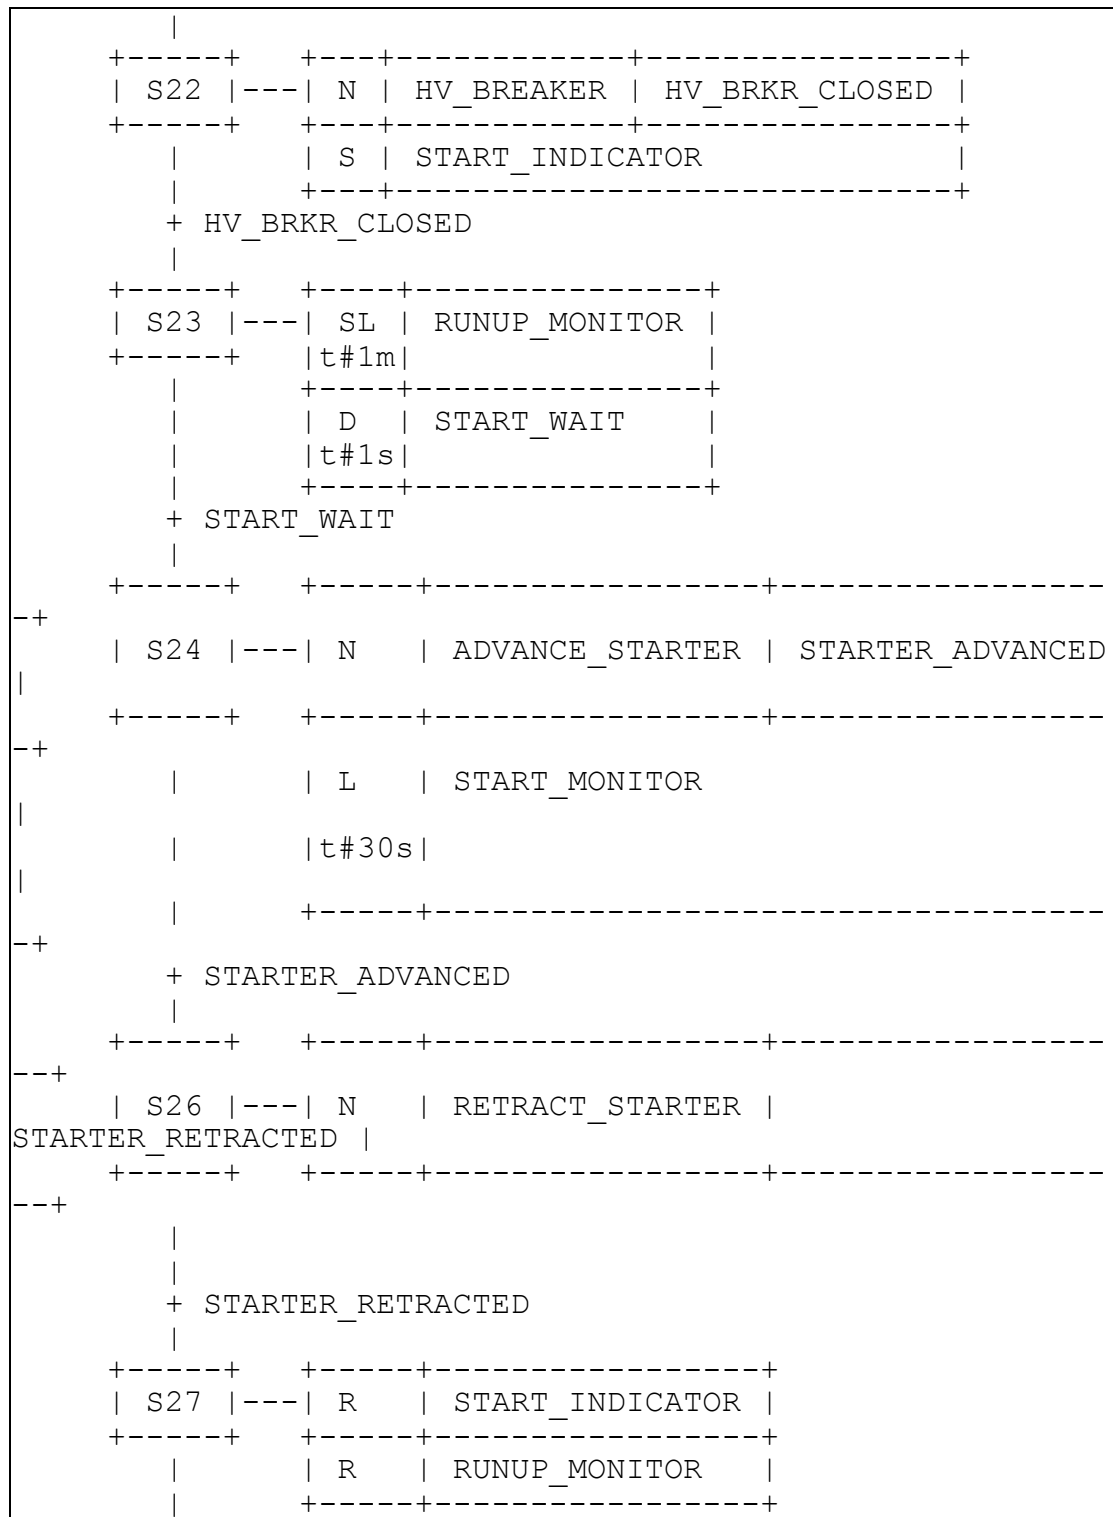 |
+-----+   +---+------------+----------------+
| S22 |---| N | HV_BREAKER | HV_BRKR_CLOSED |
+-----+   +---+------------+----------------+
   |      | S | START_INDICATOR             |
   |      +---+-----------------------------+
   + HV_BRKR_CLOSED
   |
+-----+   +----+---------------+
| S23 |---| SL | RUNUP_MONITOR |
+-----+   |t#1m|               |
   |      +----+---------------+
   |      | D  | START_WAIT    |
   |      |t#1s|               |
   |      +----+---------------+
   + START_WAIT
   |
+-----+   +-----+-----------------+-----------------
-+
| S24 |---| N   | ADVANCE_STARTER | STARTER_ADVANCED
|
+-----+   +-----+-----------------+-----------------
-+
   |      | L   | START_MONITOR
|
   |      |t#30s|
|
   |      +-----+-----------------------------------
-+
   + STARTER_ADVANCED
   |
+-----+   +-----+-----------------+-----------------
--+
| S26 |---| N   | RETRACT_STARTER |
STARTER_RETRACTED |
+-----+   +-----+-----------------+-----------------
--+
   |
   |
   + STARTER_RETRACTED
   |
+-----+   +-----+-----------------+
| S27 |---| R   | START_INDICATOR |
+-----+   +-----+-----------------+
   |      | R   | RUNUP_MONITOR   |
   |      +-----+-----------------+